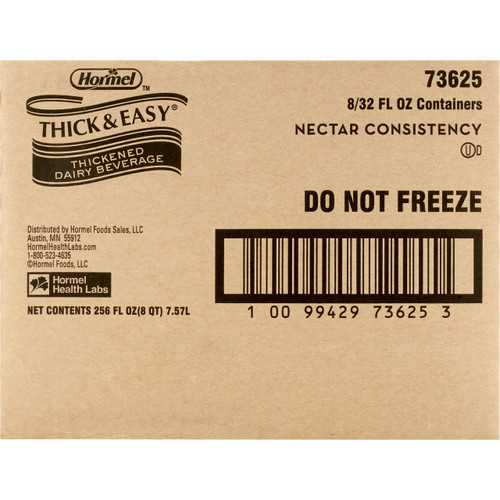 Hormel™
THICK & EASY®
THICKENED
DAIRY BEVERAGE
73625
8/32 FL OZ Containers
NECTAR CONSISTENCY
UD
DO NOT FREEZE
Distributed by Hormel Foods Sales, LLC
Austin, MN 55912
HormelHealthLabs.com
1-800-523-4635
©Hormel Foods, LLC
Hormel
Health Labs
NET CONTENTS 256 FL OZ(8 QT) 7.57L
1 00 99429 73625 3